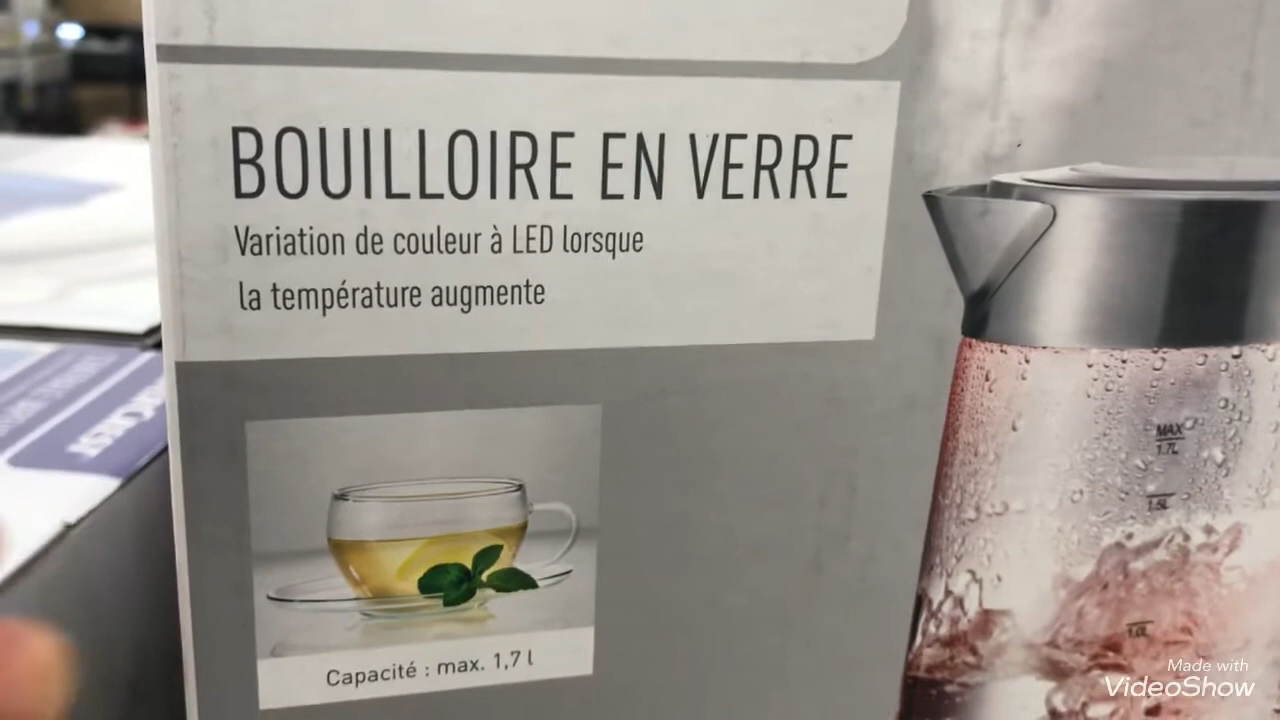 BOUILLOIRE EN VERRE
Variation de couleur à LED lorsque
la température augmente
Capacité : max. 1,7 l
MAX
1.7L
1.5L
1.0L
Made with
VideoShow